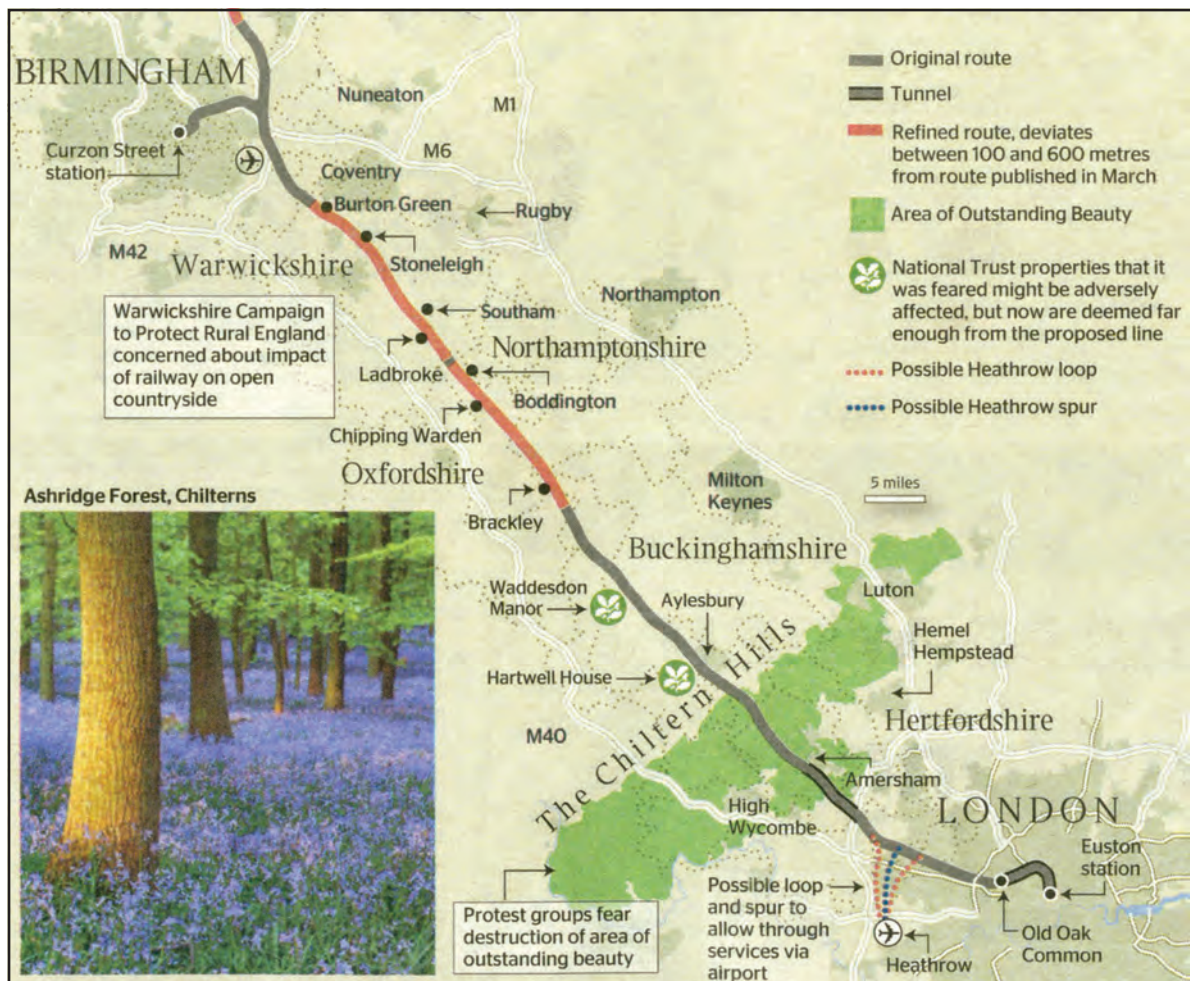 BIRMINGHAM
Nuneaton
M1
M6
Curzon Street
station
Coventry
Burton Green
Rugby
M42
Warwickshire
Stoneleigh
Northampton
Southam
Warwickshire Campaign
to Protect Rural England
concerned about impact
of railway on open
countryside
Ladbroke
Northamptonshire
Boddington
Chipping Warden
Oxfordshire
Milton
Keynes
Brackley
Original route
Tunnel
Refined route, deviates
between 100 and 600 metres
from route published in March
Area of Outstanding Beauty
National Trust properties that it
was feared might be adversely
affected, but now are deemed far
enough from the proposed line
Possible Heathrow loop
Possible Heathrow spur
5 miles
Ashridge Forest, Chilterns
Buckinghamshire
Waddesdon
Manor
Aylesbury
Luton
Hemel
Hempstead
Hartwell House
The Chiltern Hills
Hertfordshire
M40
Amersham
High
Wycombe
LONDON
Euston
station
Possible loop
and spur to
allow through
services via
airport
Protest groups fear
destruction of area of
outstanding beauty
Heathrow
Old Oak
Common